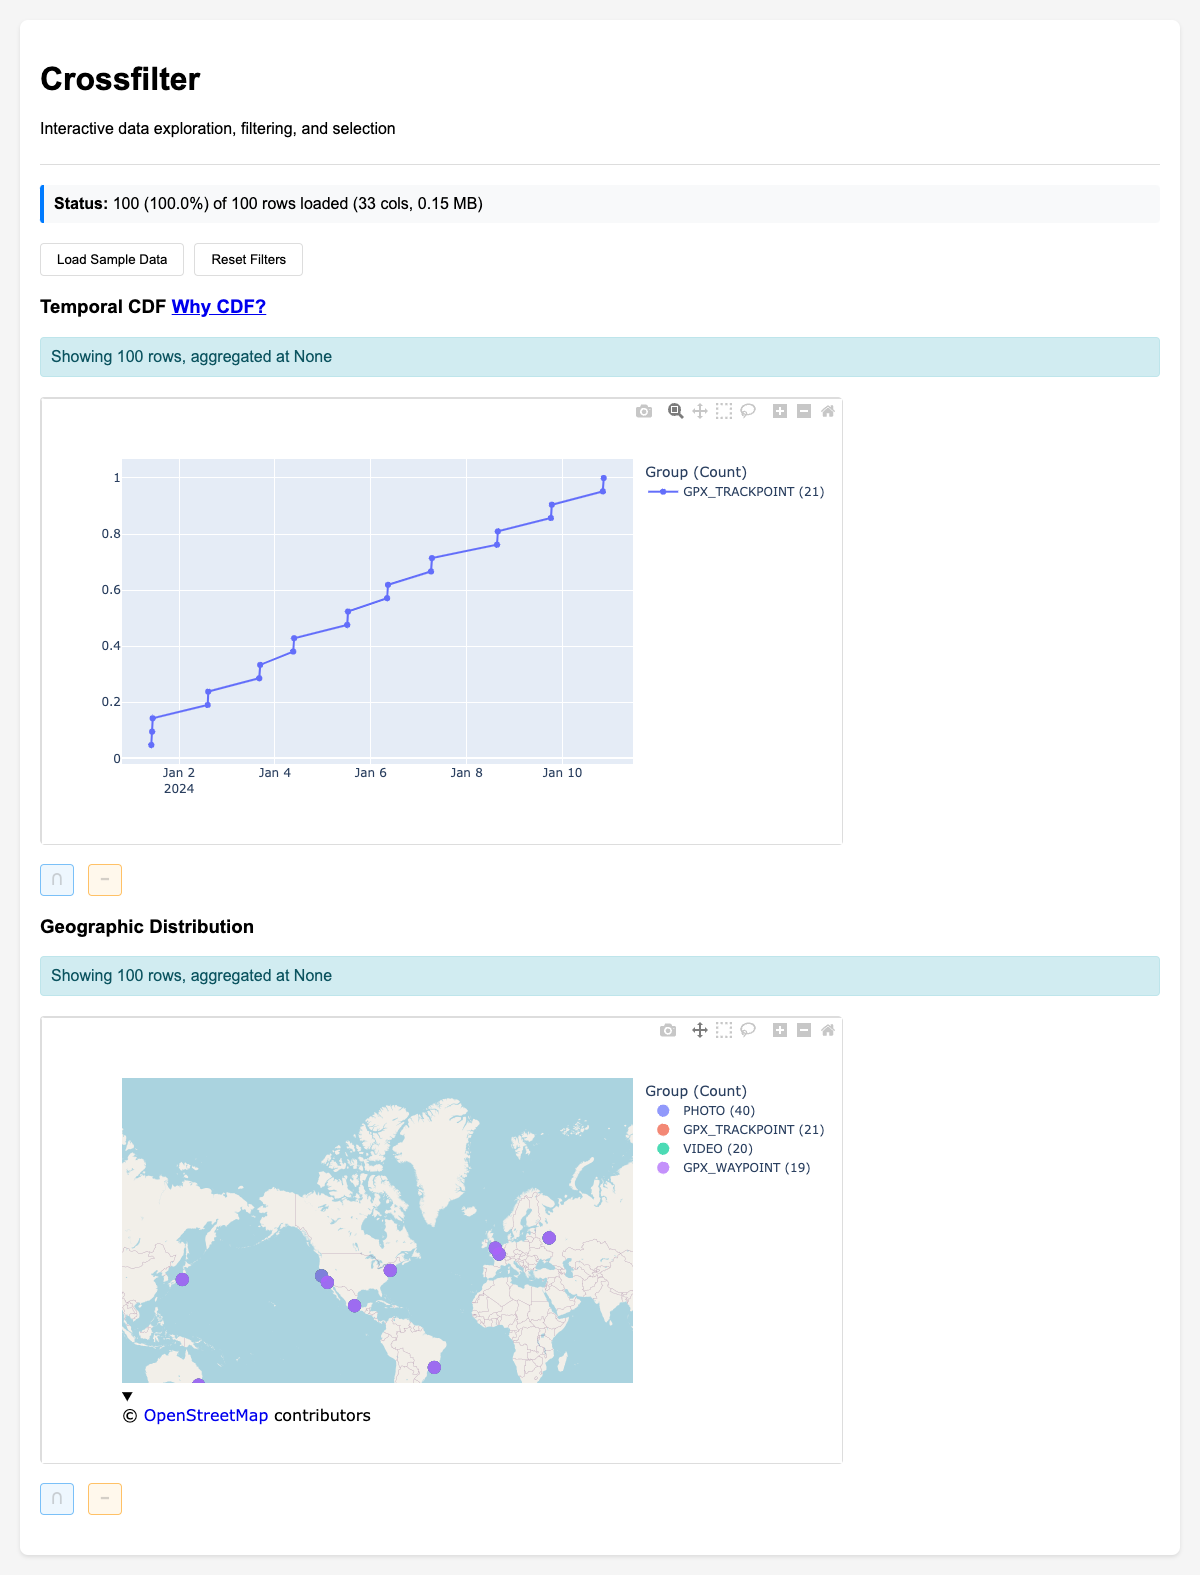 Crossfilter
Interactive data exploration, filtering, and selection
Status: 100 (100.0%) of 100 rows loaded (33 cols, 0.15 MB)
Load Sample Data
Reset Filters
Temporal CDF Why CDF?
Showing 100 rows, aggregated at None
Group (Count)
GPX_TRACKPOINT (21)
1
0.8
0.6
0.4
0.2
0
Jan 2
2024
Jan 4
Jan 6
Jan 8
Jan 10
∩
−
Geographic Distribution
Showing 100 rows, aggregated at None
Group (Count)
PHOTO (40)
GPX_TRACKPOINT (21)
VIDEO (20)
GPX_WAYPOINT (19)
© OpenStreetMap contributors
∩
−